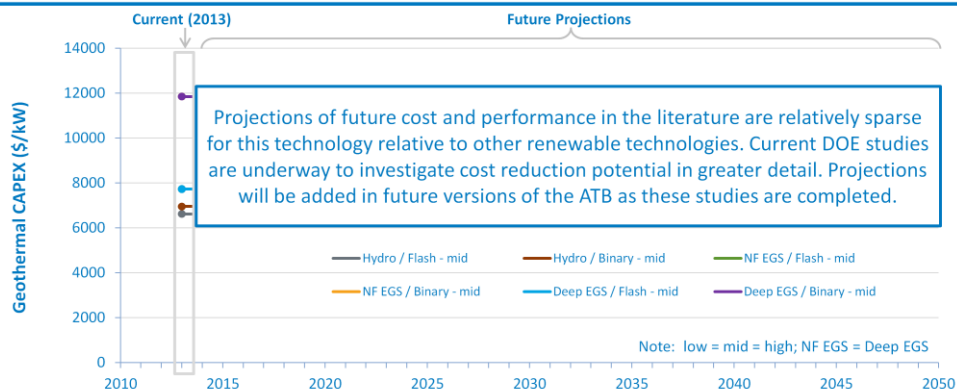 Current (2013)
Future Projections
14000
12000
10000
8000
6000
4000
2000
0
Geothermal CAPEX ($/kW)
Projections of future cost and performance in the literature are relatively sparse
for this technology relative to other renewable technologies. Current DOE studies
are underway to investigate cost reduction potential in greater detail. Projections
will be added in future versions of the ATB as these studies are completed.
Hydro / Flash - mid
Hydro / Binary - mid
NF EGS / Flash - mid
NF EGS / Binary - mid
Deep EGS / Flash - mid
Deep EGS / Binary - mid
Note: low = mid = high; NF EGS = Deep EGS
2010
2015
2020
2025
2030
2035
2040
2045
2050